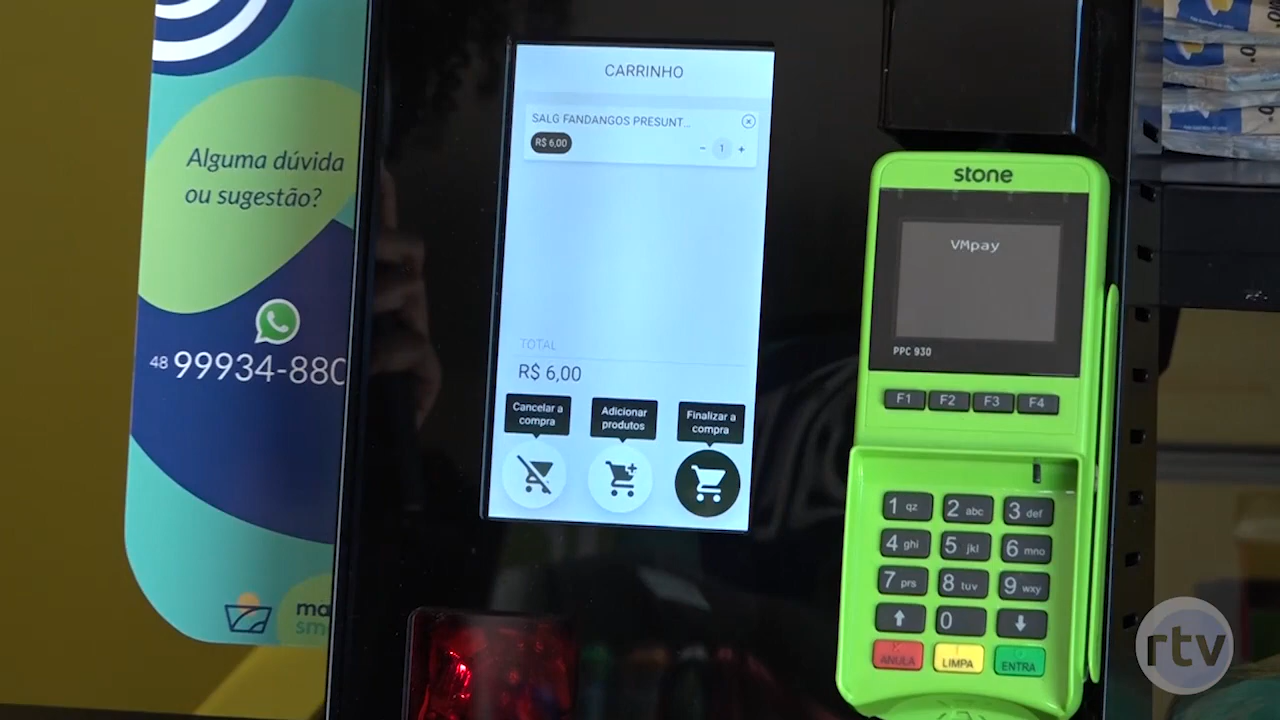 Alguma dúvida
ou sugestão?
48 99934-880
CARRINHO
SALG FANDANGOS PRESUNT...
R$ 6,00
- 1 +
TOTAL
R$ 6,00
Cancelar a
compra
Adicionar
produtos
Finalizar a
compra
stone
VMpay
PPC 930
F1 F2 F3 F4
1 qz 2 abc 3 def
4 ghi 5 jkl 6 mno
7 prs 8 tuv 9 wxy
0
ANULA LIMPA ENTRA
rtv